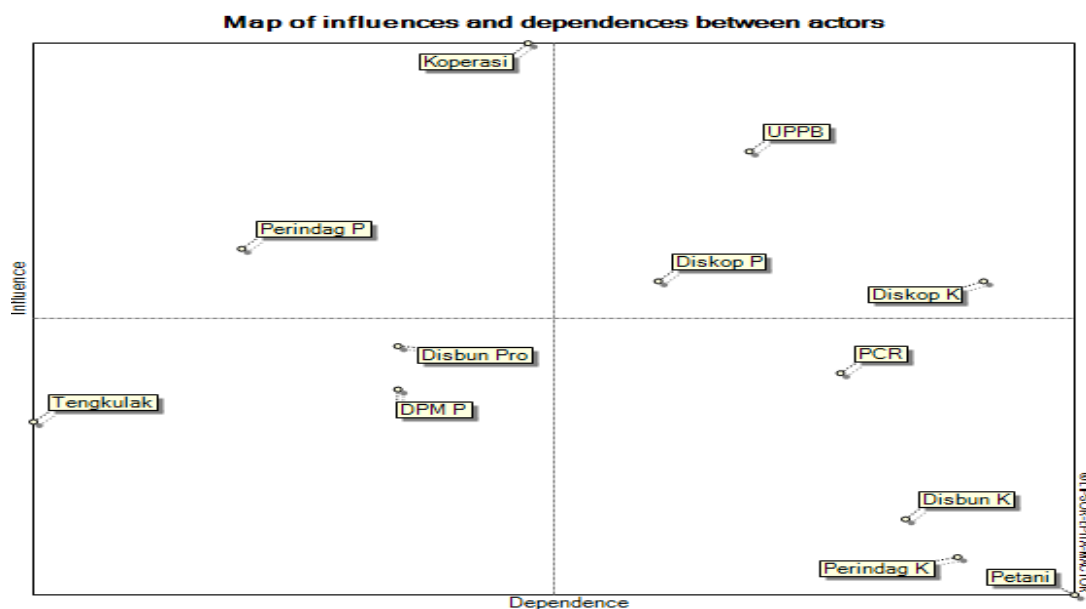 Map of influences and dependences between actors
Koperasi
UPPB
Perindag P
Diskop P
Diskop K
Influence
Disbun Pro
PCR
Tengkulak
DPM P
Disbun K
Perindag K
Petani
Dependence